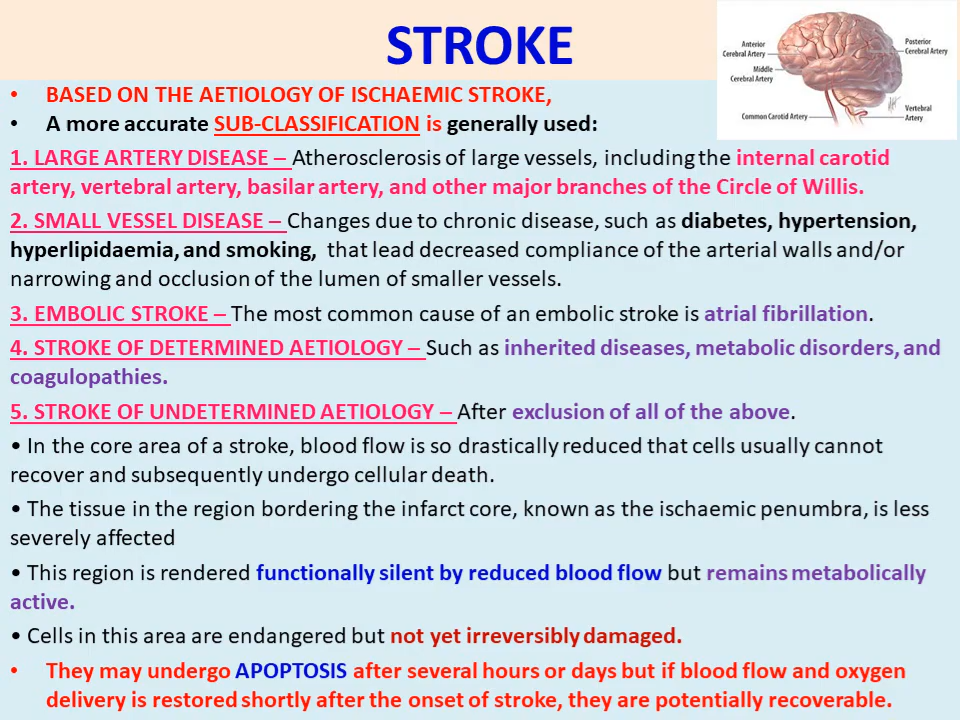 STROKE
Anterior
Cerebral Artery
Middle
Cerebral Artery
Common Carotid Artery
Posterior
Cerebral Artery
Vertebral
Artery
• BASED ON THE AETIOLOGY OF ISCHAEMIC STROKE,
• A more accurate SUB-CLASSIFICATION is generally used:
1. LARGE ARTERY DISEASE – Atherosclerosis of large vessels, including the internal carotid
artery, vertebral artery, basilar artery, and other major branches of the Circle of Willis.
2. SMALL VESSEL DISEASE – Changes due to chronic disease, such as diabetes, hypertension,
hyperlipidaemia, and smoking, that lead decreased compliance of the arterial walls and/or
narrowing and occlusion of the lumen of smaller vessels.
3. EMBOLIC STROKE – The most common cause of an embolic stroke is atrial fibrillation.
4. STROKE OF DETERMINED AETIOLOGY – Such as inherited diseases, metabolic disorders, and
coagulopathies.
5. STROKE OF UNDETERMINED AETIOLOGY – After exclusion of all of the above.
• In the core area of a stroke, blood flow is so drastically reduced that cells usually cannot
recover and subsequently undergo cellular death.
• The tissue in the region bordering the infarct core, known as the ischaemic penumbra, is less
severely affected
• This region is rendered functionally silent by reduced blood flow but remains metabolically
active.
• Cells in this area are endangered but not yet irreversibly damaged.
• They may undergo APOPTOSIS after several hours or days but if blood flow and oxygen
delivery is restored shortly after the onset of stroke, they are potentially recoverable.